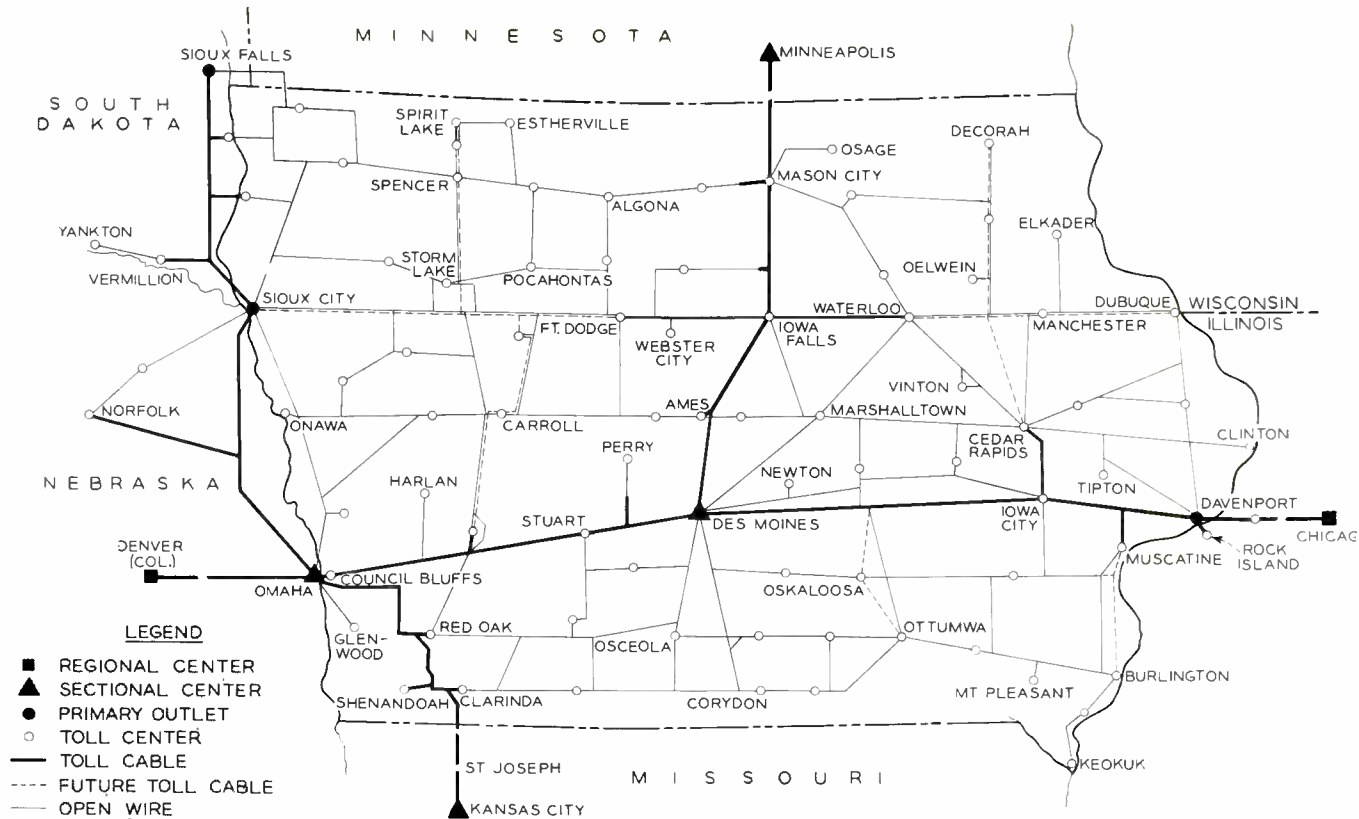 MINNESOTA
SIOUX FALLS
MINNEAPOLIS
SOUTH
DAKOTA
SPIRIT
LAKE
ESTHERVILLE
DECORAH
OSAGE
SPENCER
MASON CITY
ALGONA
ELKADER
YANKTON
STORM
LAKE
OELWEIN
VERMILLION
POCAHONTAS
SIOUX CITY
WATERLOO
DUBUQUE
WISCONSIN
ILLINOIS
FT. DODGE
IOWA
FALLS
MANCHESTER
WEBSTER
CITY
VINTON
AMES
NORFOLK
ONAWA
CARROLL
MARSHALLTOWN
CEDAR
RAPIDS
CLINTON
PERRY
NEWTON
NEBRASKA
HARLAN
TIPTON
STUART
DES MOINES
IOWA
CITY
DAVENPORT
CHICAG
DENVER
(COL.)
COUNCIL BLUFFS
MUSCATINE
ROCK
ISLAND
OMAHA
OSKALOOSA
GLEN-
WOOD
RED OAK
OSCEOLA
OTTUMWA
SHENANDOAH
CLARINDA
CORYDON
MT PLEASANT
BURLINGTON
KEOKUK
ST JOSEPH
MISSOURI
KANSAS CITY
LEGEND
REGIONAL CENTER
SECTIONAL CENTER
PRIMARY OUTLET
TOLL CENTER
TOLL CABLE
FUTURE TOLL CABLE
OPEN WIRE